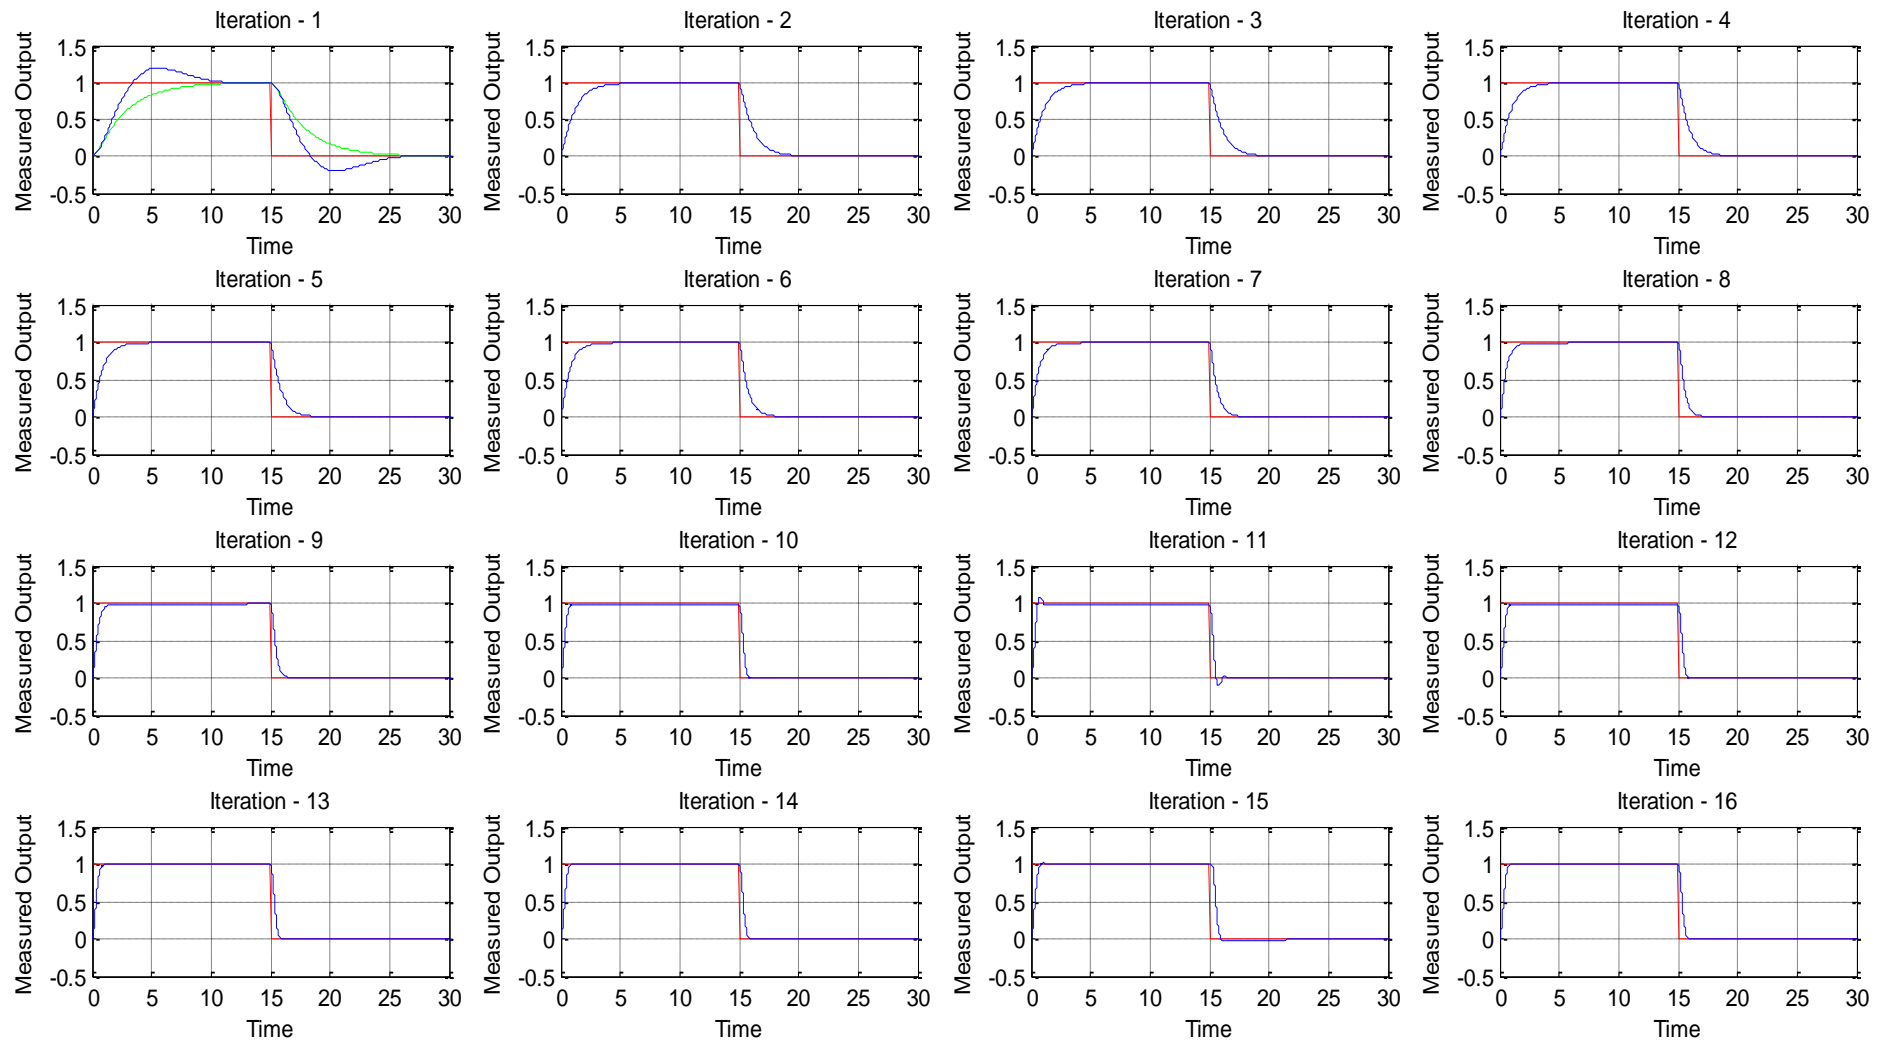 Iteration - 1
Measured Output
1.5
1
0.5
0
-0.5
0 5 10 15 20 25 30
Time
Iteration - 2
Measured Output
1.5
1
0.5
0
-0.5
0 5 10 15 20 25 30
Time
Iteration - 3
Measured Output
1.5
1
0.5
0
-0.5
0 5 10 15 20 25 30
Time
Iteration - 4
Measured Output
1.5
1
0.5
0
-0.5
0 5 10 15 20 25 30
Time
Iteration - 5
Measured Output
1.5
1
0.5
0
-0.5
0 5 10 15 20 25 30
Time
Iteration - 6
Measured Output
1.5
1
0.5
0
-0.5
0 5 10 15 20 25 30
Time
Iteration - 7
Measured Output
1.5
1
0.5
0
-0.5
0 5 10 15 20 25 30
Time
Iteration - 8
Measured Output
1.5
1
0.5
0
-0.5
0 5 10 15 20 25 30
Time
Iteration - 9
Measured Output
1.5
1
0.5
0
-0.5
0 5 10 15 20 25 30
Time
Iteration - 10
Measured Output
1.5
1
0.5
0
-0.5
0 5 10 15 20 25 30
Time
Iteration - 11
Measured Output
1.5
1
0.5
0
-0.5
0 5 10 15 20 25 30
Time
Iteration - 12
Measured Output
1.5
1
0.5
0
-0.5
0 5 10 15 20 25 30
Time
Iteration - 13
Measured Output
1.5
1
0.5
0
-0.5
0 5 10 15 20 25 30
Time
Iteration - 14
Measured Output
1.5
1
0.5
0
-0.5
0 5 10 15 20 25 30
Time
Iteration - 15
Measured Output
1.5
1
0.5
0
-0.5
0 5 10 15 20 25 30
Time
Iteration - 16
Measured Output
1.5
1
0.5
0
-0.5
0 5 10 15 20 25 30
Time